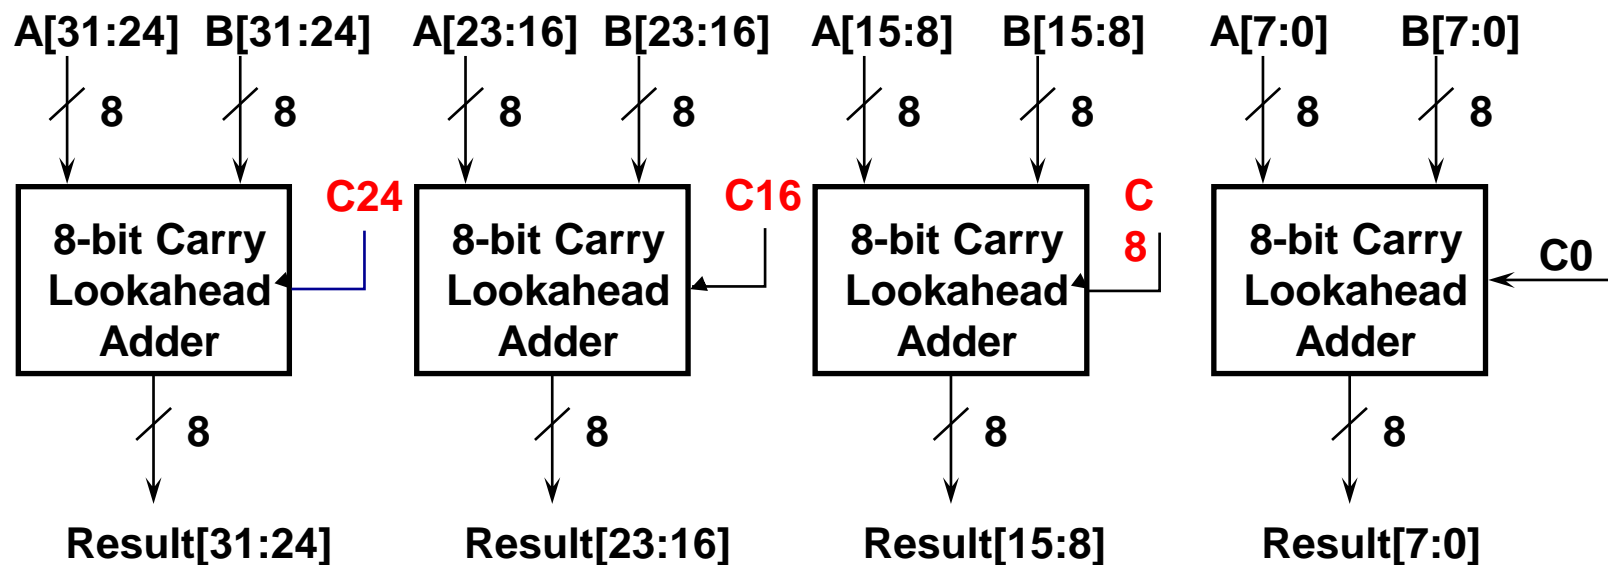 A[31:24] B[31:24] A[23:16] B[23:16] A[15:8] B[15:8] A[7:0] B[7:0]
8 8 8 8 8 8 8 8
C24 C16 C
8
8-bit Carry
Lookahead
Adder
8-bit Carry
Lookahead
Adder
8-bit Carry
Lookahead
Adder
8-bit Carry
Lookahead
Adder
C0
8 8 8 8
Result[31:24] Result[23:16] Result[15:8] Result[7:0]